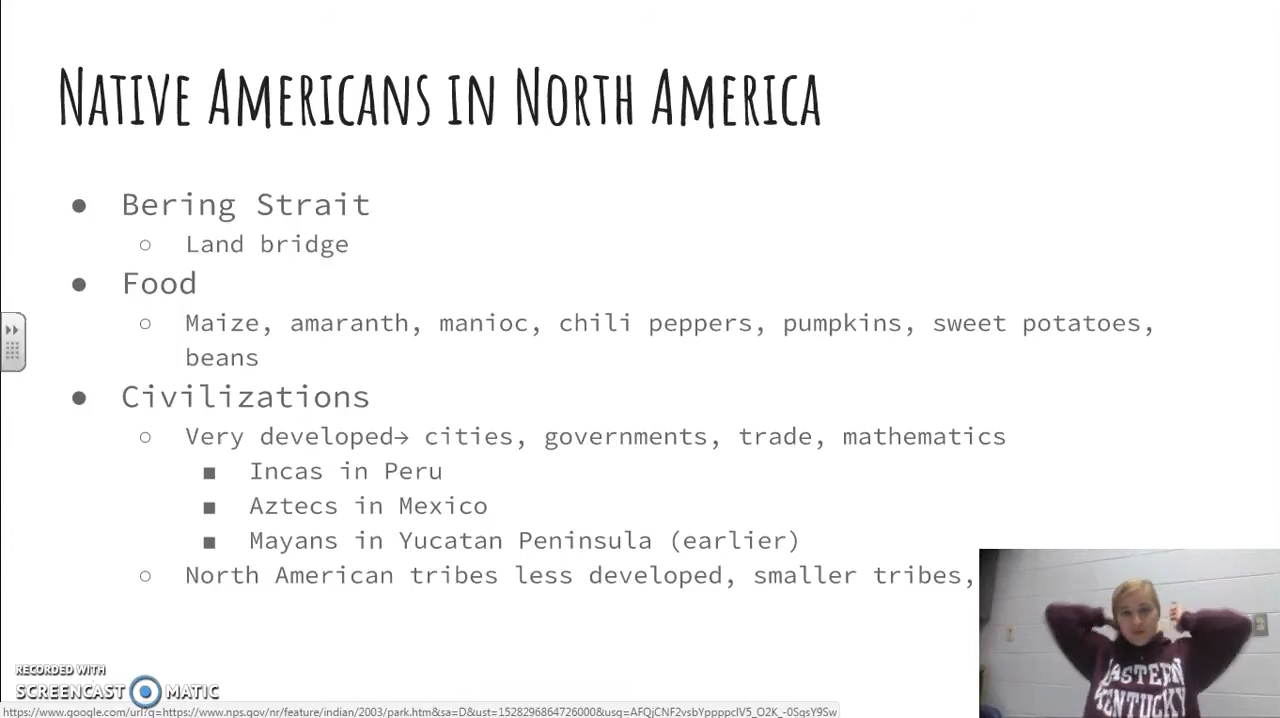 NATIVE AMERICANS IN NORTH AMERICA
● Bering Strait
○ Land bridge
● Food
○ Maize, amaranth, manioc, chili peppers, pumpkins, sweet potatoes,
beans
● Civilizations
○ Very developed→ cities, governments, trade, mathematics
■ Incas in Peru
■ Aztecs in Mexico
■ Mayans in Yucatan Peninsula (earlier)
○ North American tribes less developed, smaller tribes,
EASTERN
KENTUCKY
RECORDED WITH
SCREENCAST MATIC